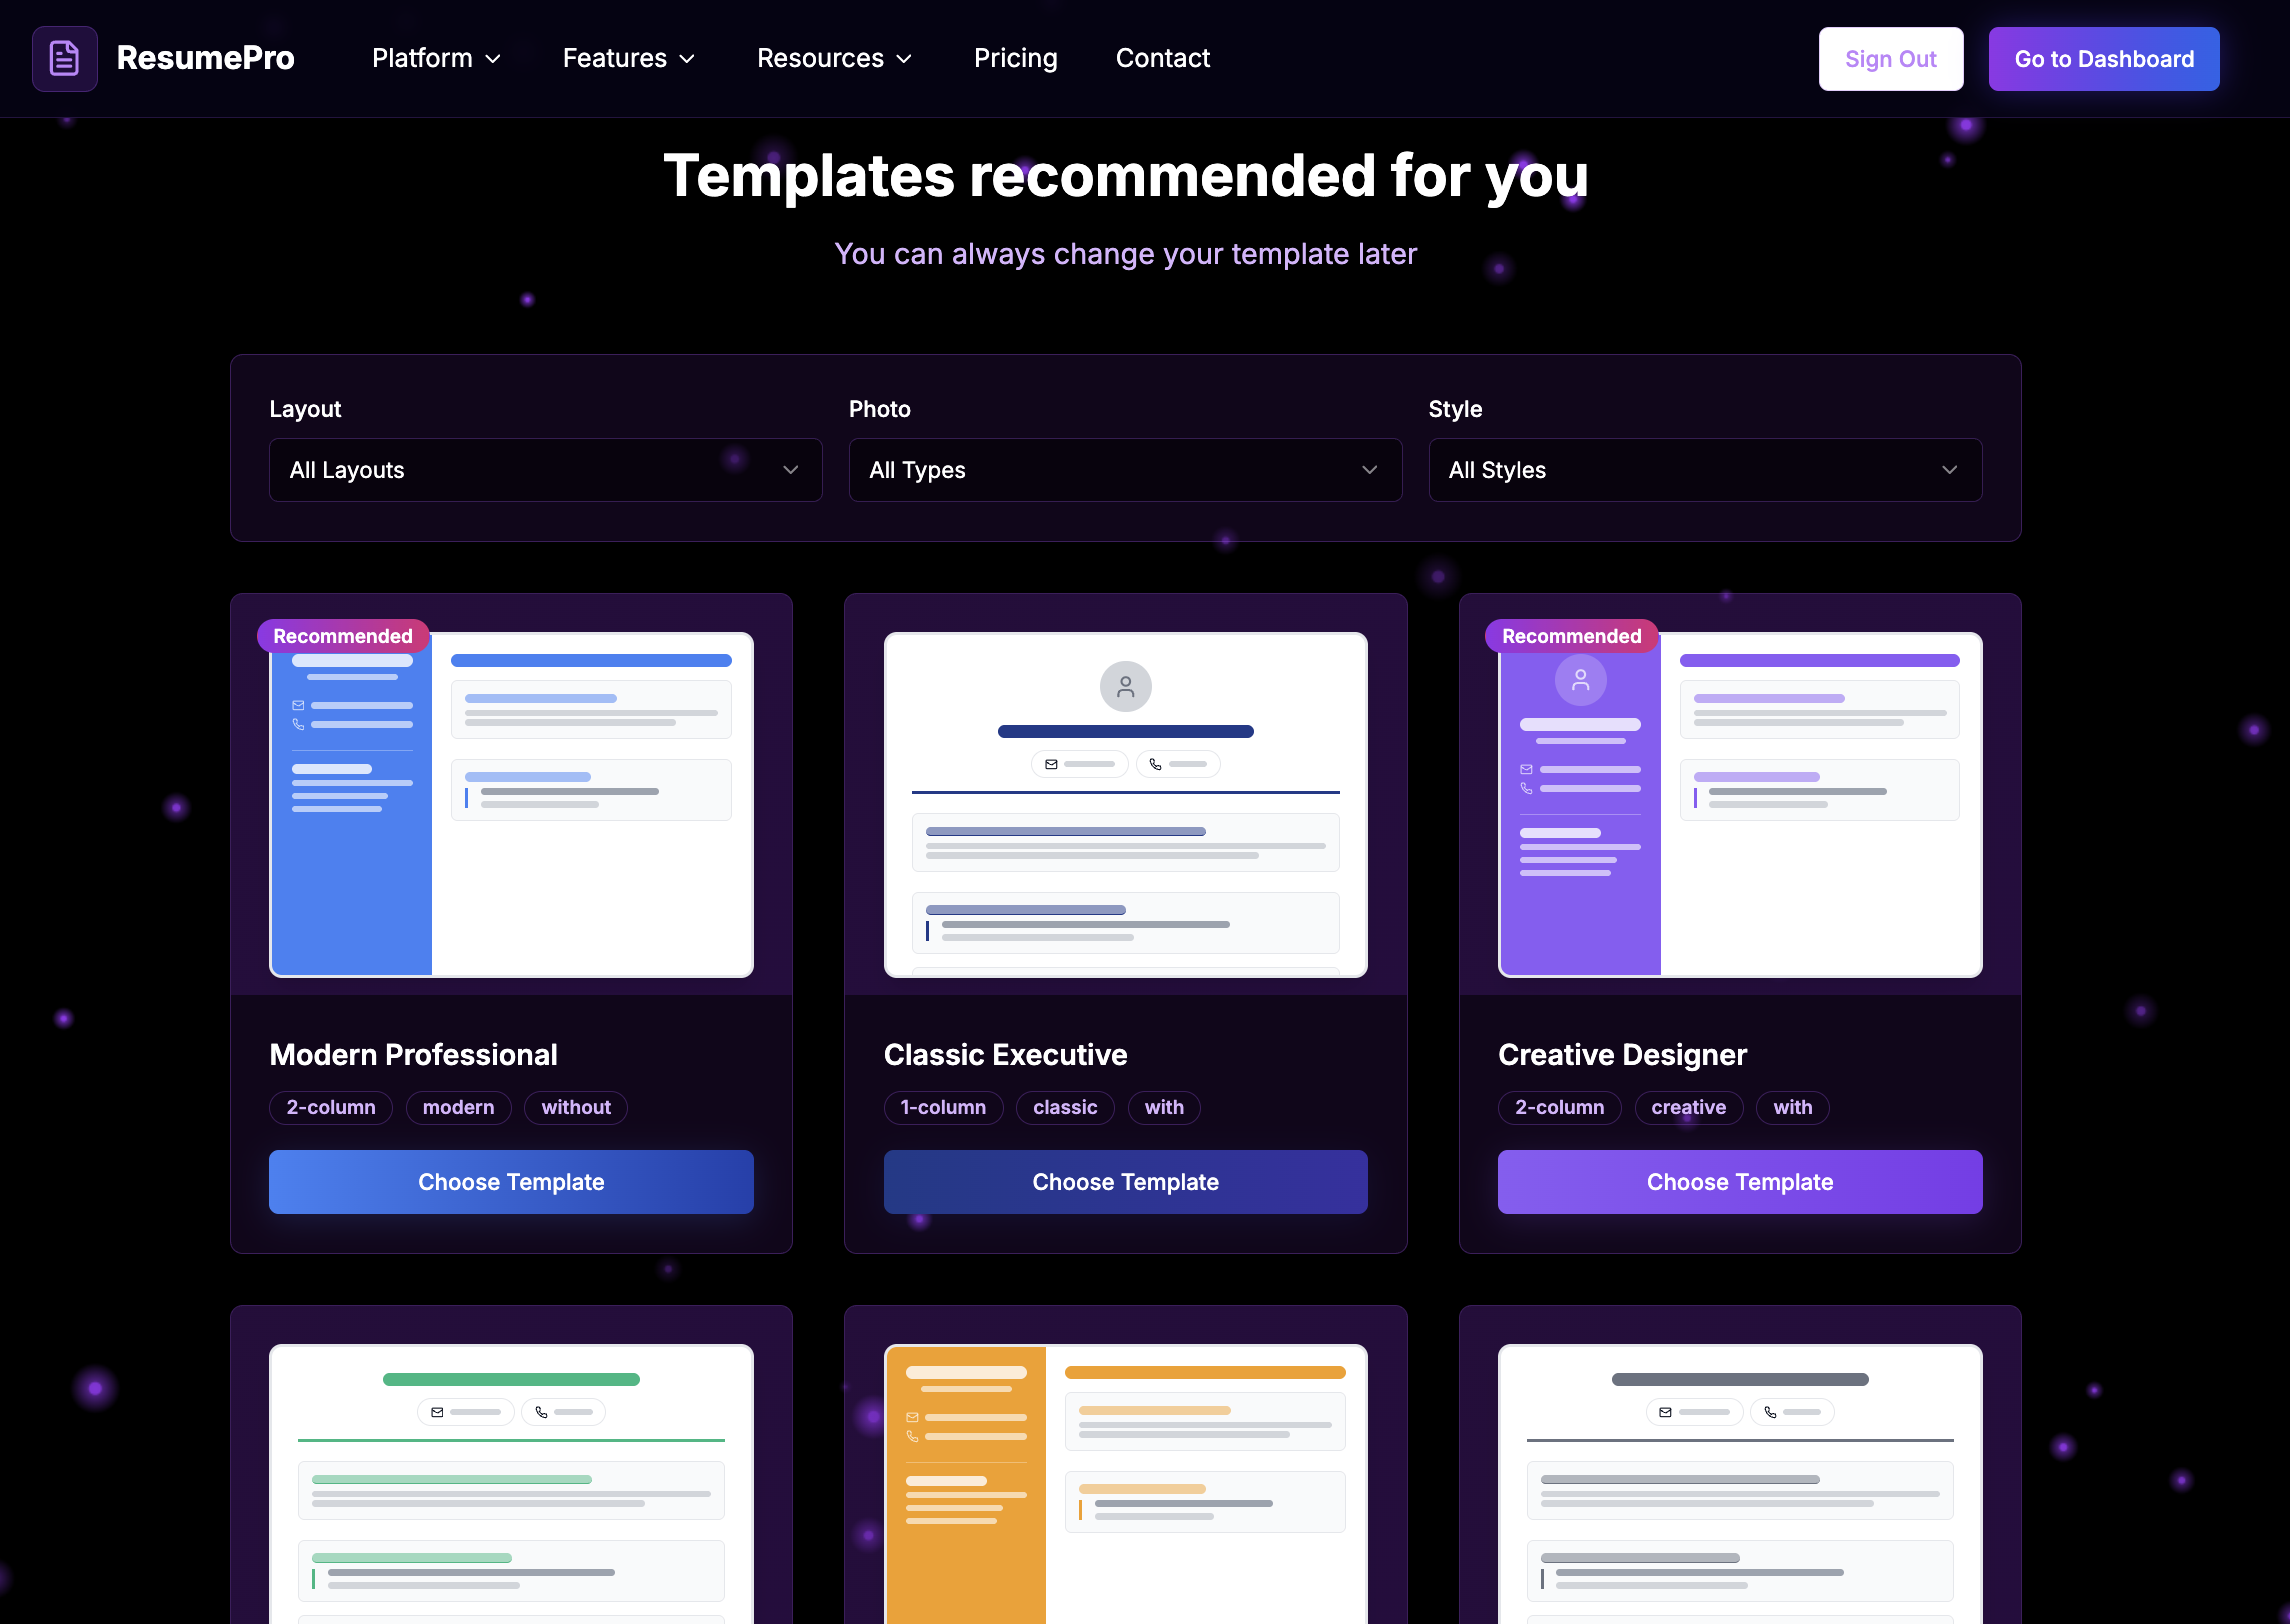 ResumePro
Platform
Features
Resources
Pricing
Contact
Sign Out
Go to Dashboard
Templates recommended for you
You can always change your template later
Layout
Photo
Style
All Layouts
All Types
All Styles
Recommended
Recommended
Modern Professional
2-column
modern
without
Choose Template
Classic Executive
1-column
classic
with
Choose Template
Creative Designer
2-column
creative
with
Choose Template